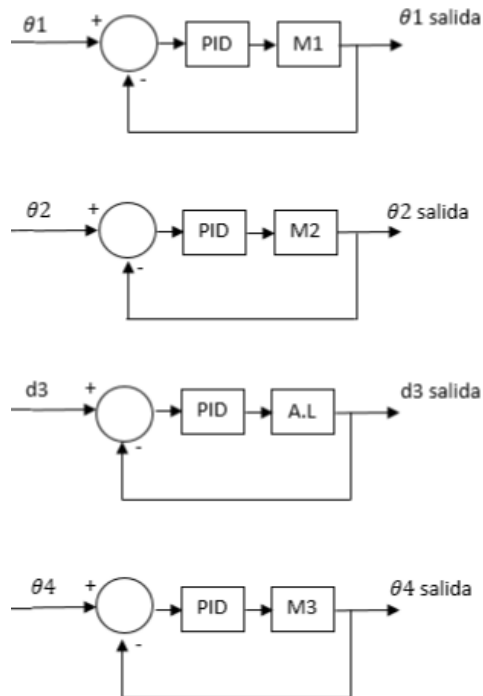 θ1 + PID M1 θ1 salida
-
θ2 + PID M2 θ2 salida
-
d3 + PID A.L d3 salida
-
θ4 + PID M3 θ4 salida
-